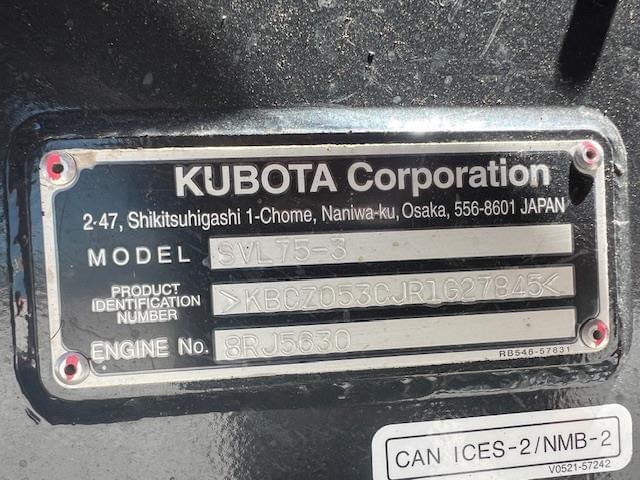 KUBOTA Corporation
2-47, Shikitsuhigashi 1-Chome, Naniwa-ku, Osaka, 556-8601 JAPAN
MODEL SVL75-3
PRODUCT IDENTIFICATION NUMBER >KBCZ053CJR1G27845<
ENGINE No. 8RJ5630
RB548-57831
CAN ICES-2/NMB-2
V0521-57242